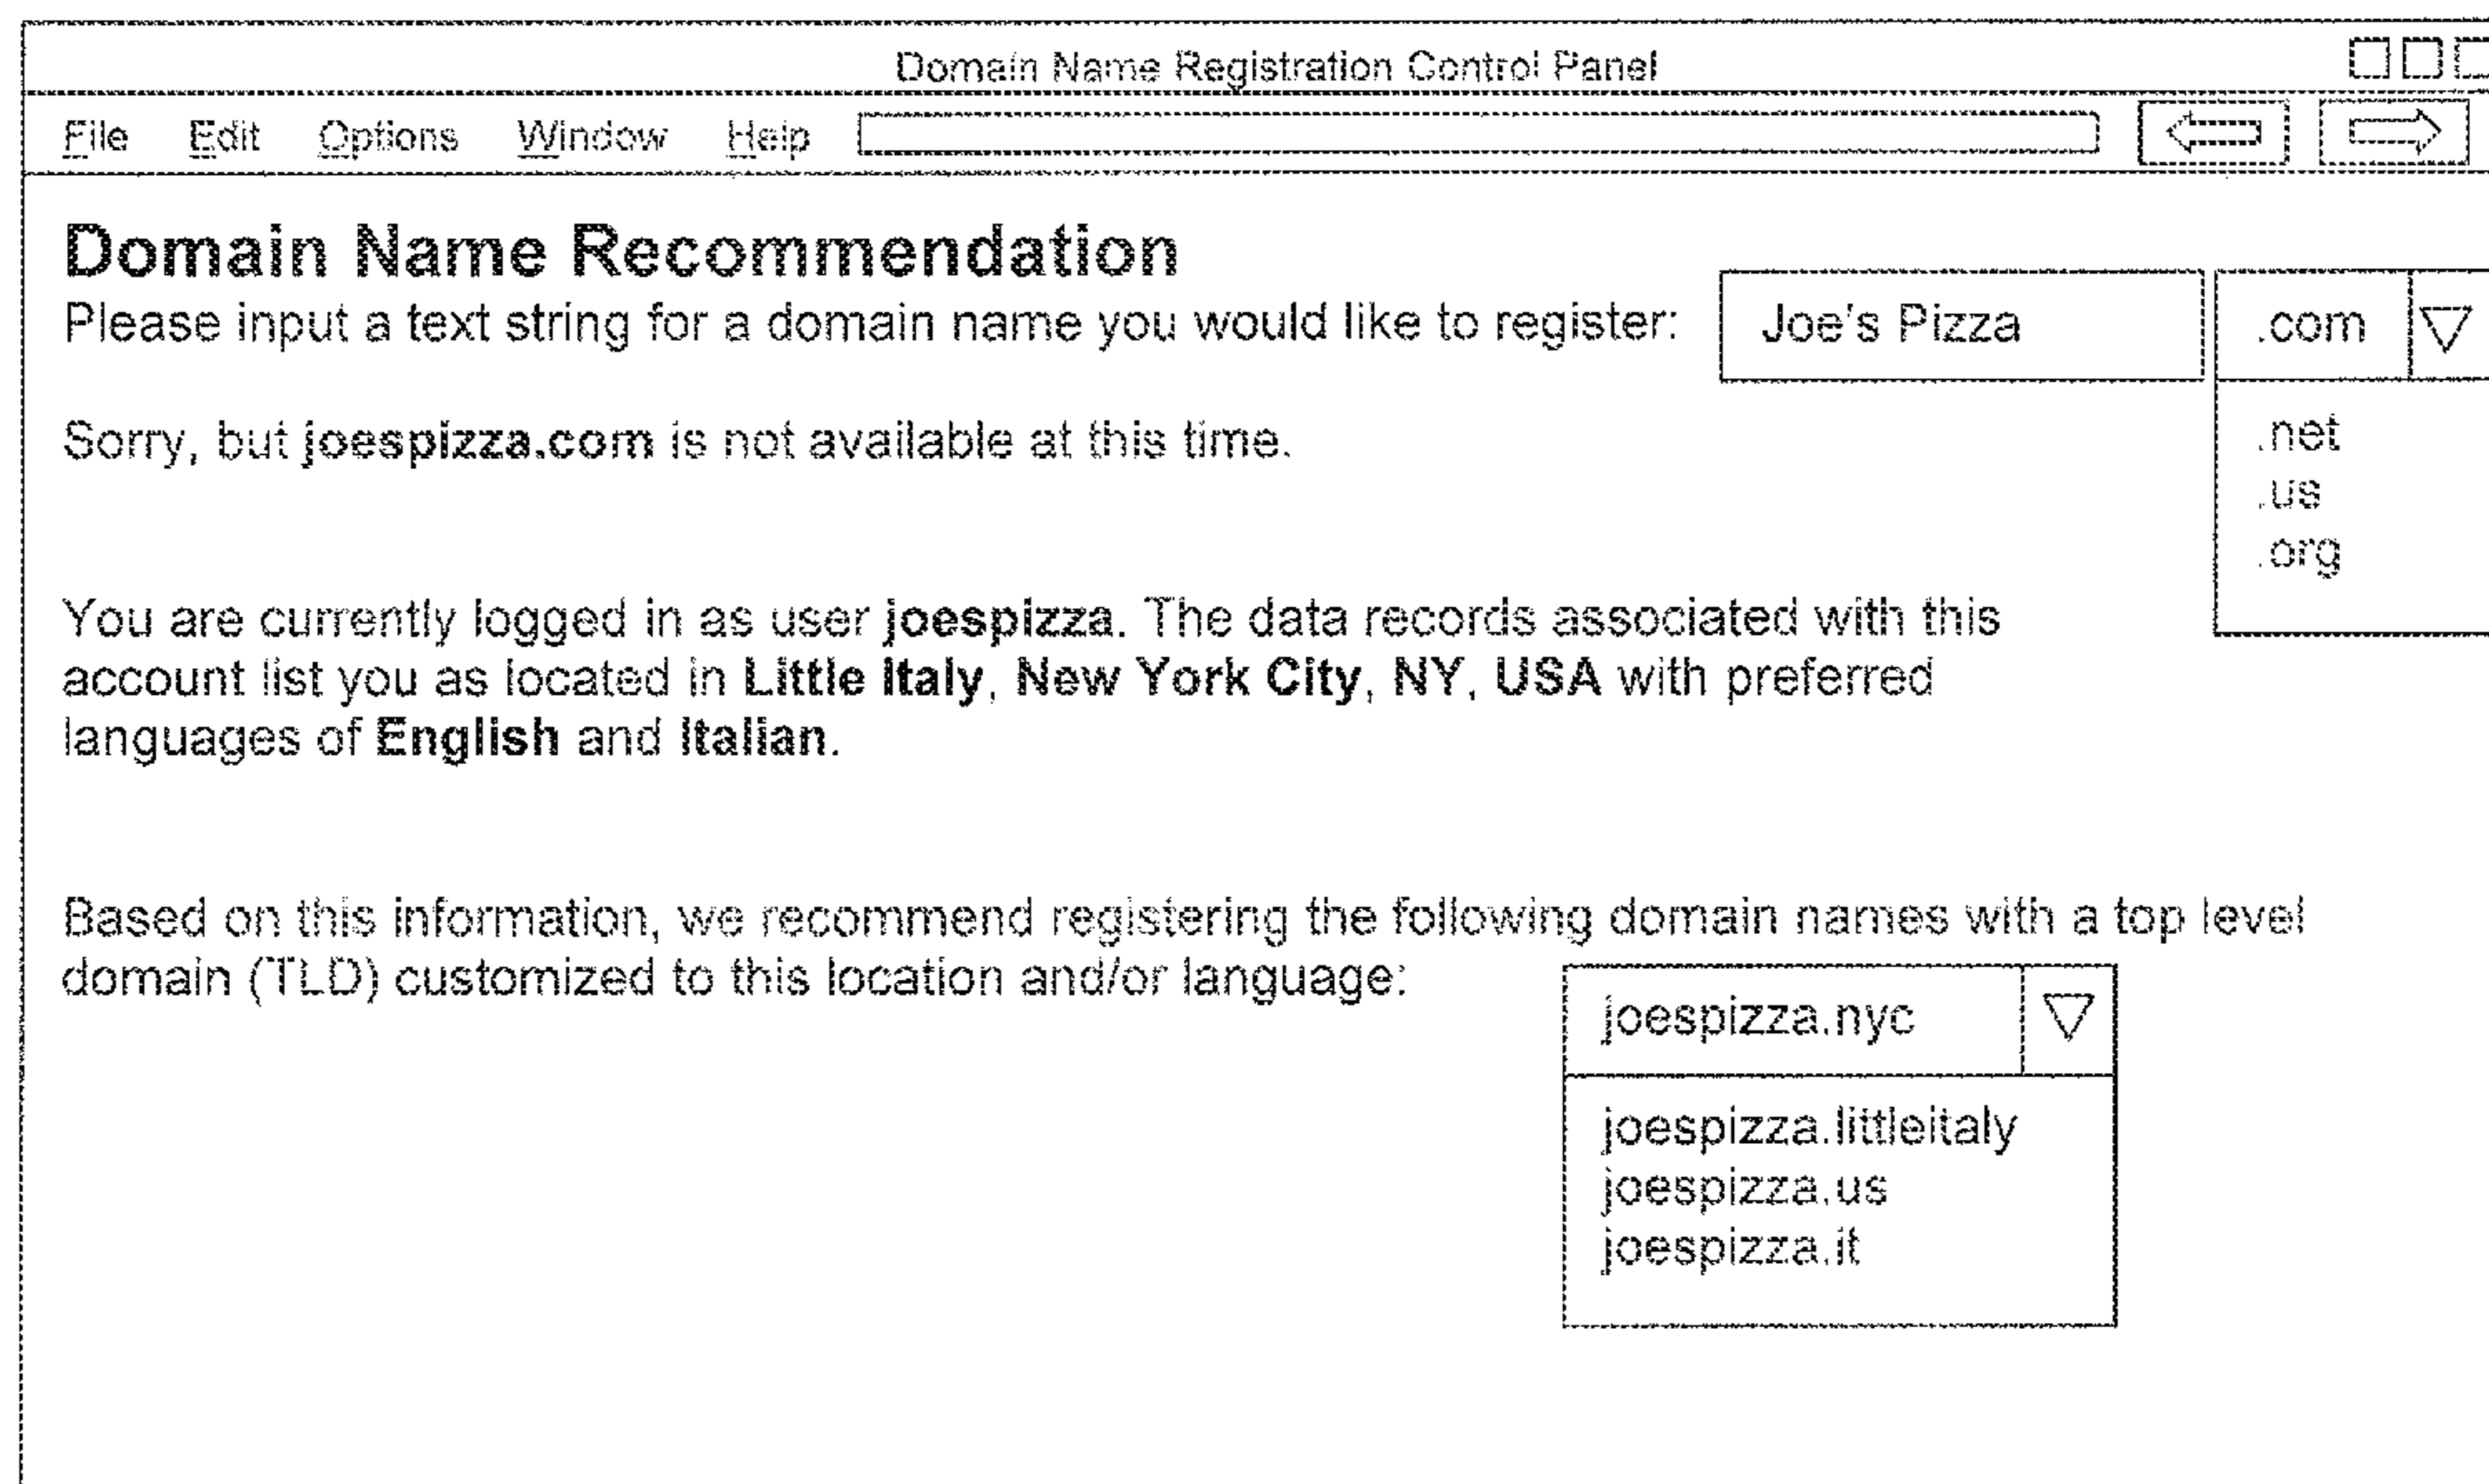 Domain Name Registration Control Panel
File Edit Options Window Help
Domain Name Recommendation
Please input a text string for a domain name you would like to register: Joe's Pizza .com
.net
Sorry, but joespizza.com is not available at this time.
.us
.org
You are currently logged in as user joespizza. The data records associated with this
account list you as located in Little Italy, New York City, NY, USA with preferred
languages of English and Italian.
Based on this information, we recommend registering the following domain names with a top level
domain (TLD) customized to this location and/or language:
joespizza.nyc
joespizza.littleitaly
joespizza.us
joespizza.it